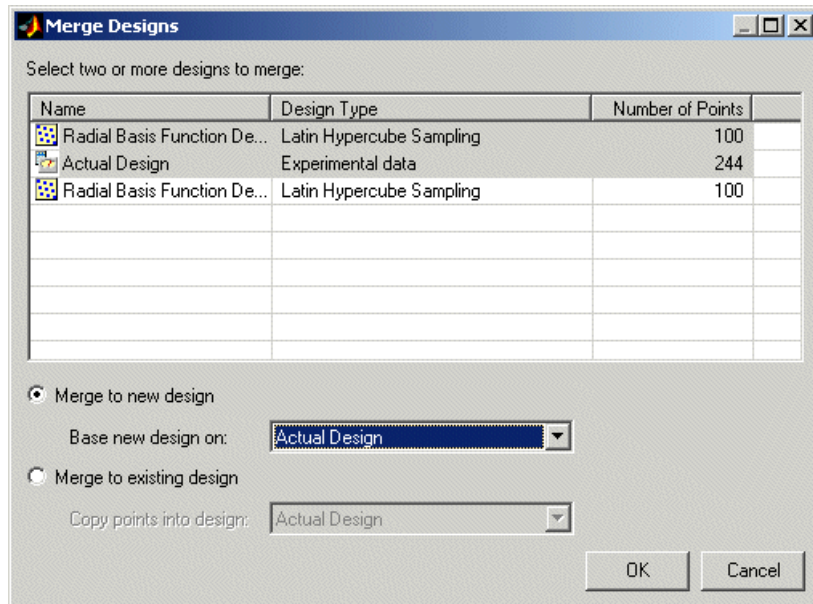 Merge Designs
Select two or more designs to merge:
Name Design Type Number of Points
Radial Basis Function De... Latin Hypercube Sampling 100
Actual Design Experimental data 244
Radial Basis Function De... Latin Hypercube Sampling 100
Merge to new design
Base new design on: Actual Design
Merge to existing design
Copy points into design: Actual Design
OK Cancel